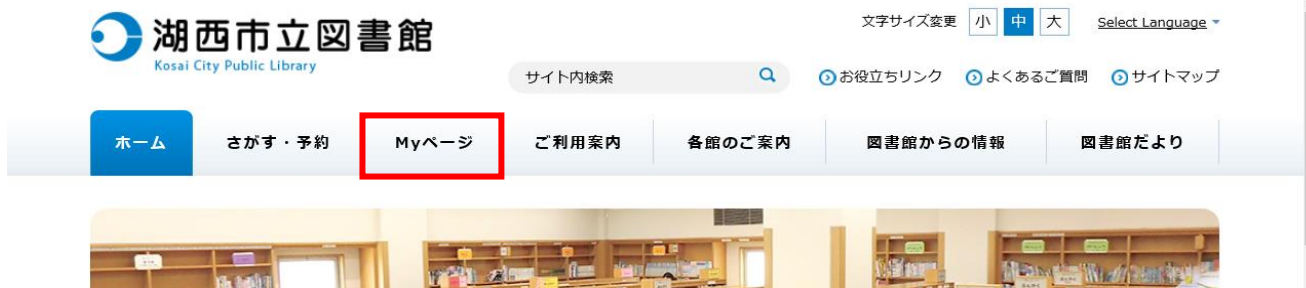 湖西市立図書館
Kosai City Public Library
文字サイズ変更 小 中 大 Select Language
サイト内検索
お役立ちリンク よくあるご質問 サイトマップ
ホーム さがす・予約 Myページ ご利用案内 各館のご案内 図書館からの情報 図書館だより